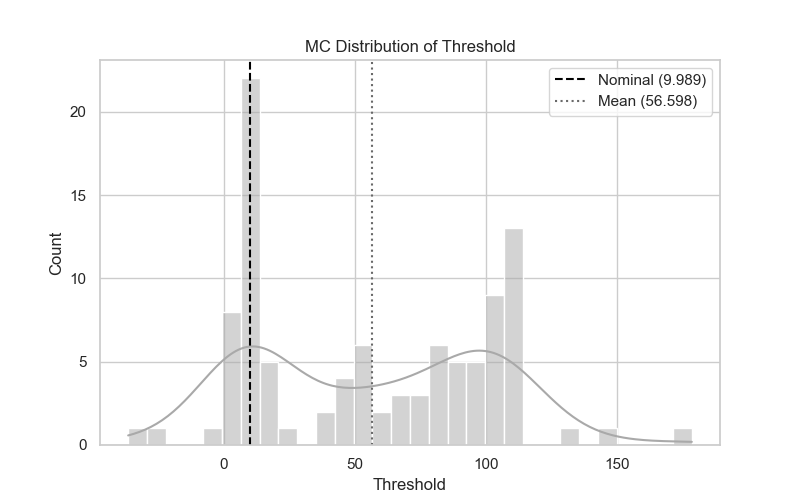 MC Distribution of Threshold
Nominal (9.989)
Mean (56.598)
Count
20
15
10
5
0
0 50 100 150
Threshold